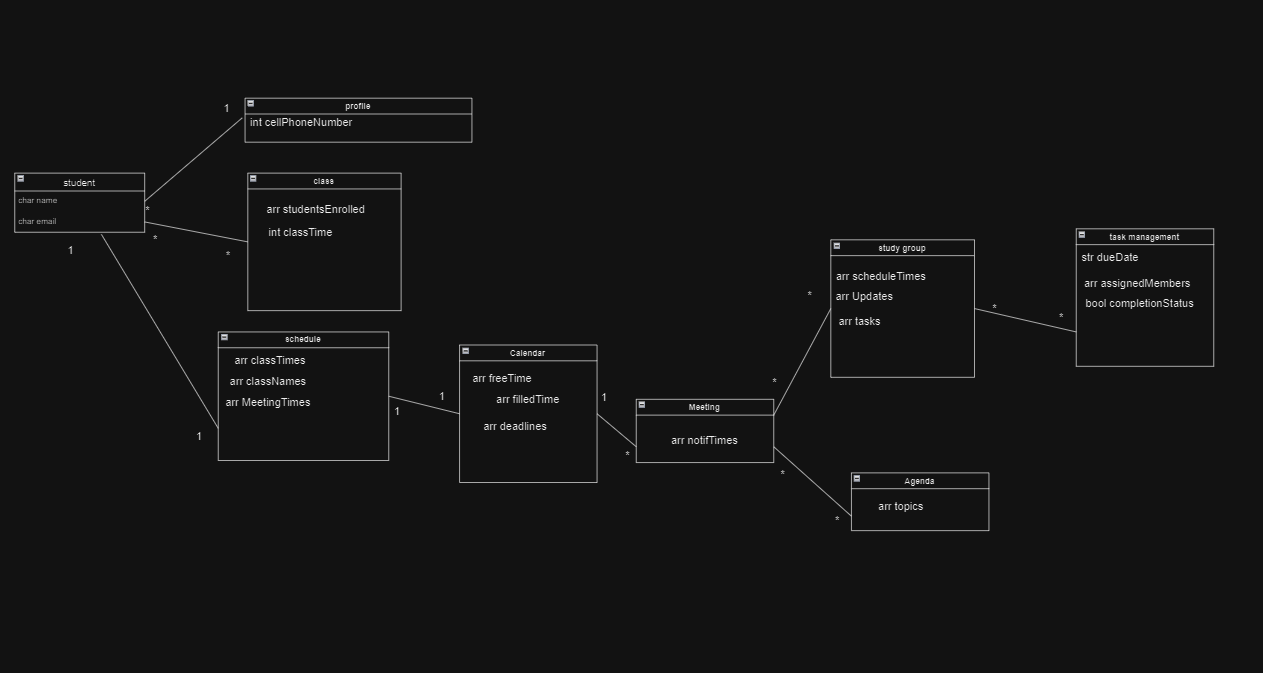 profile
int cellPhoneNumber
1
student
char name
char email
*
*
1
class
arr studentsEnrolled
int classTime
*
schedule
arr classTimes
arr classNames
arr MeetingTimes
1
1
Calendar
arr freeTime
arr filledTime
arr deadlines
1
1
Meeting
arr notifTimes
*
*
*
study group
arr scheduleTimes
arr Updates
arr tasks
*
*
task management
str dueDate
arr assignedMembers
bool completionStatus
*
Agenda
arr topics
*